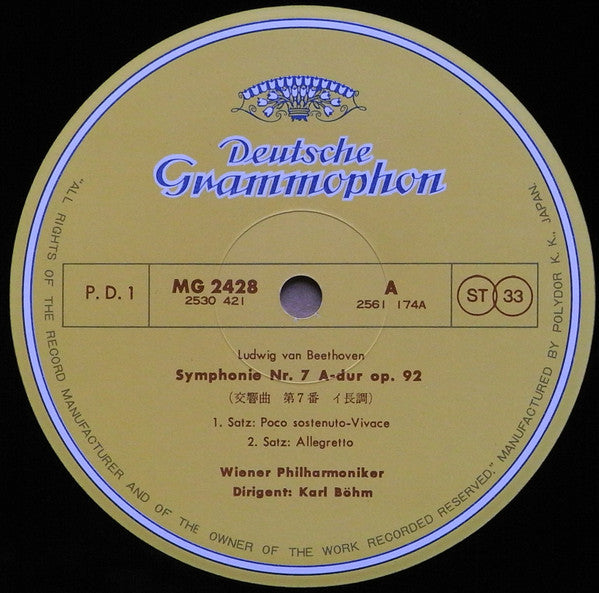 Deutsche
Grammophon
P. D. 1
MG 2428
2530 421
A
2561 174A
ST 33
Ludwig van Beethoven
Symphonie Nr. 7 A-dur op. 92
(交響曲 第7番 イ長調)
1. Satz: Poco sostenuto-Vivace
2. Satz: Allegretto
Wiener Philharmoniker
Dirigent: Karl Böhm
"ALL RIGHTS OF THE RECORD MANUFACTURER AND OF THE OWNER OF THE WORK RECORDED RESERVED." MANUFACTURED BY POLYDOR K. K., JAPAN.